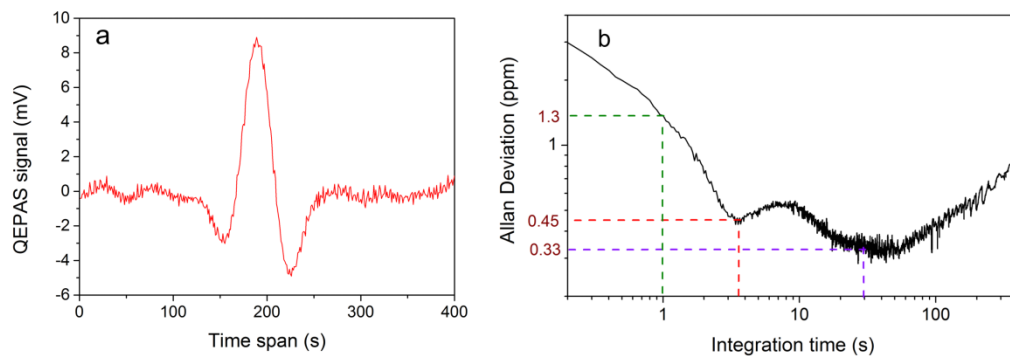 a
10
8
6
4
2
0
-2
-4
-6
QEPAS signal (mV)
0 100 200 300 400
Time span (s)
b
1.3
1
0.45
0.33
Allan Deviation (ppm)
1 10 100
Integration time (s)